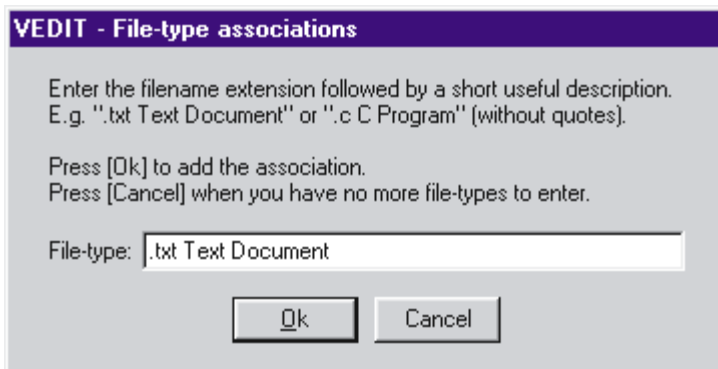 VEDIT - File-type associations
Enter the filename extension followed by a short useful description.
E.g. ".txt Text Document" or ".c C Program" (without quotes).
Press [Ok] to add the association.
Press [Cancel] when you have no more file-types to enter.
File-type: .txt Text Document
Ok Cancel